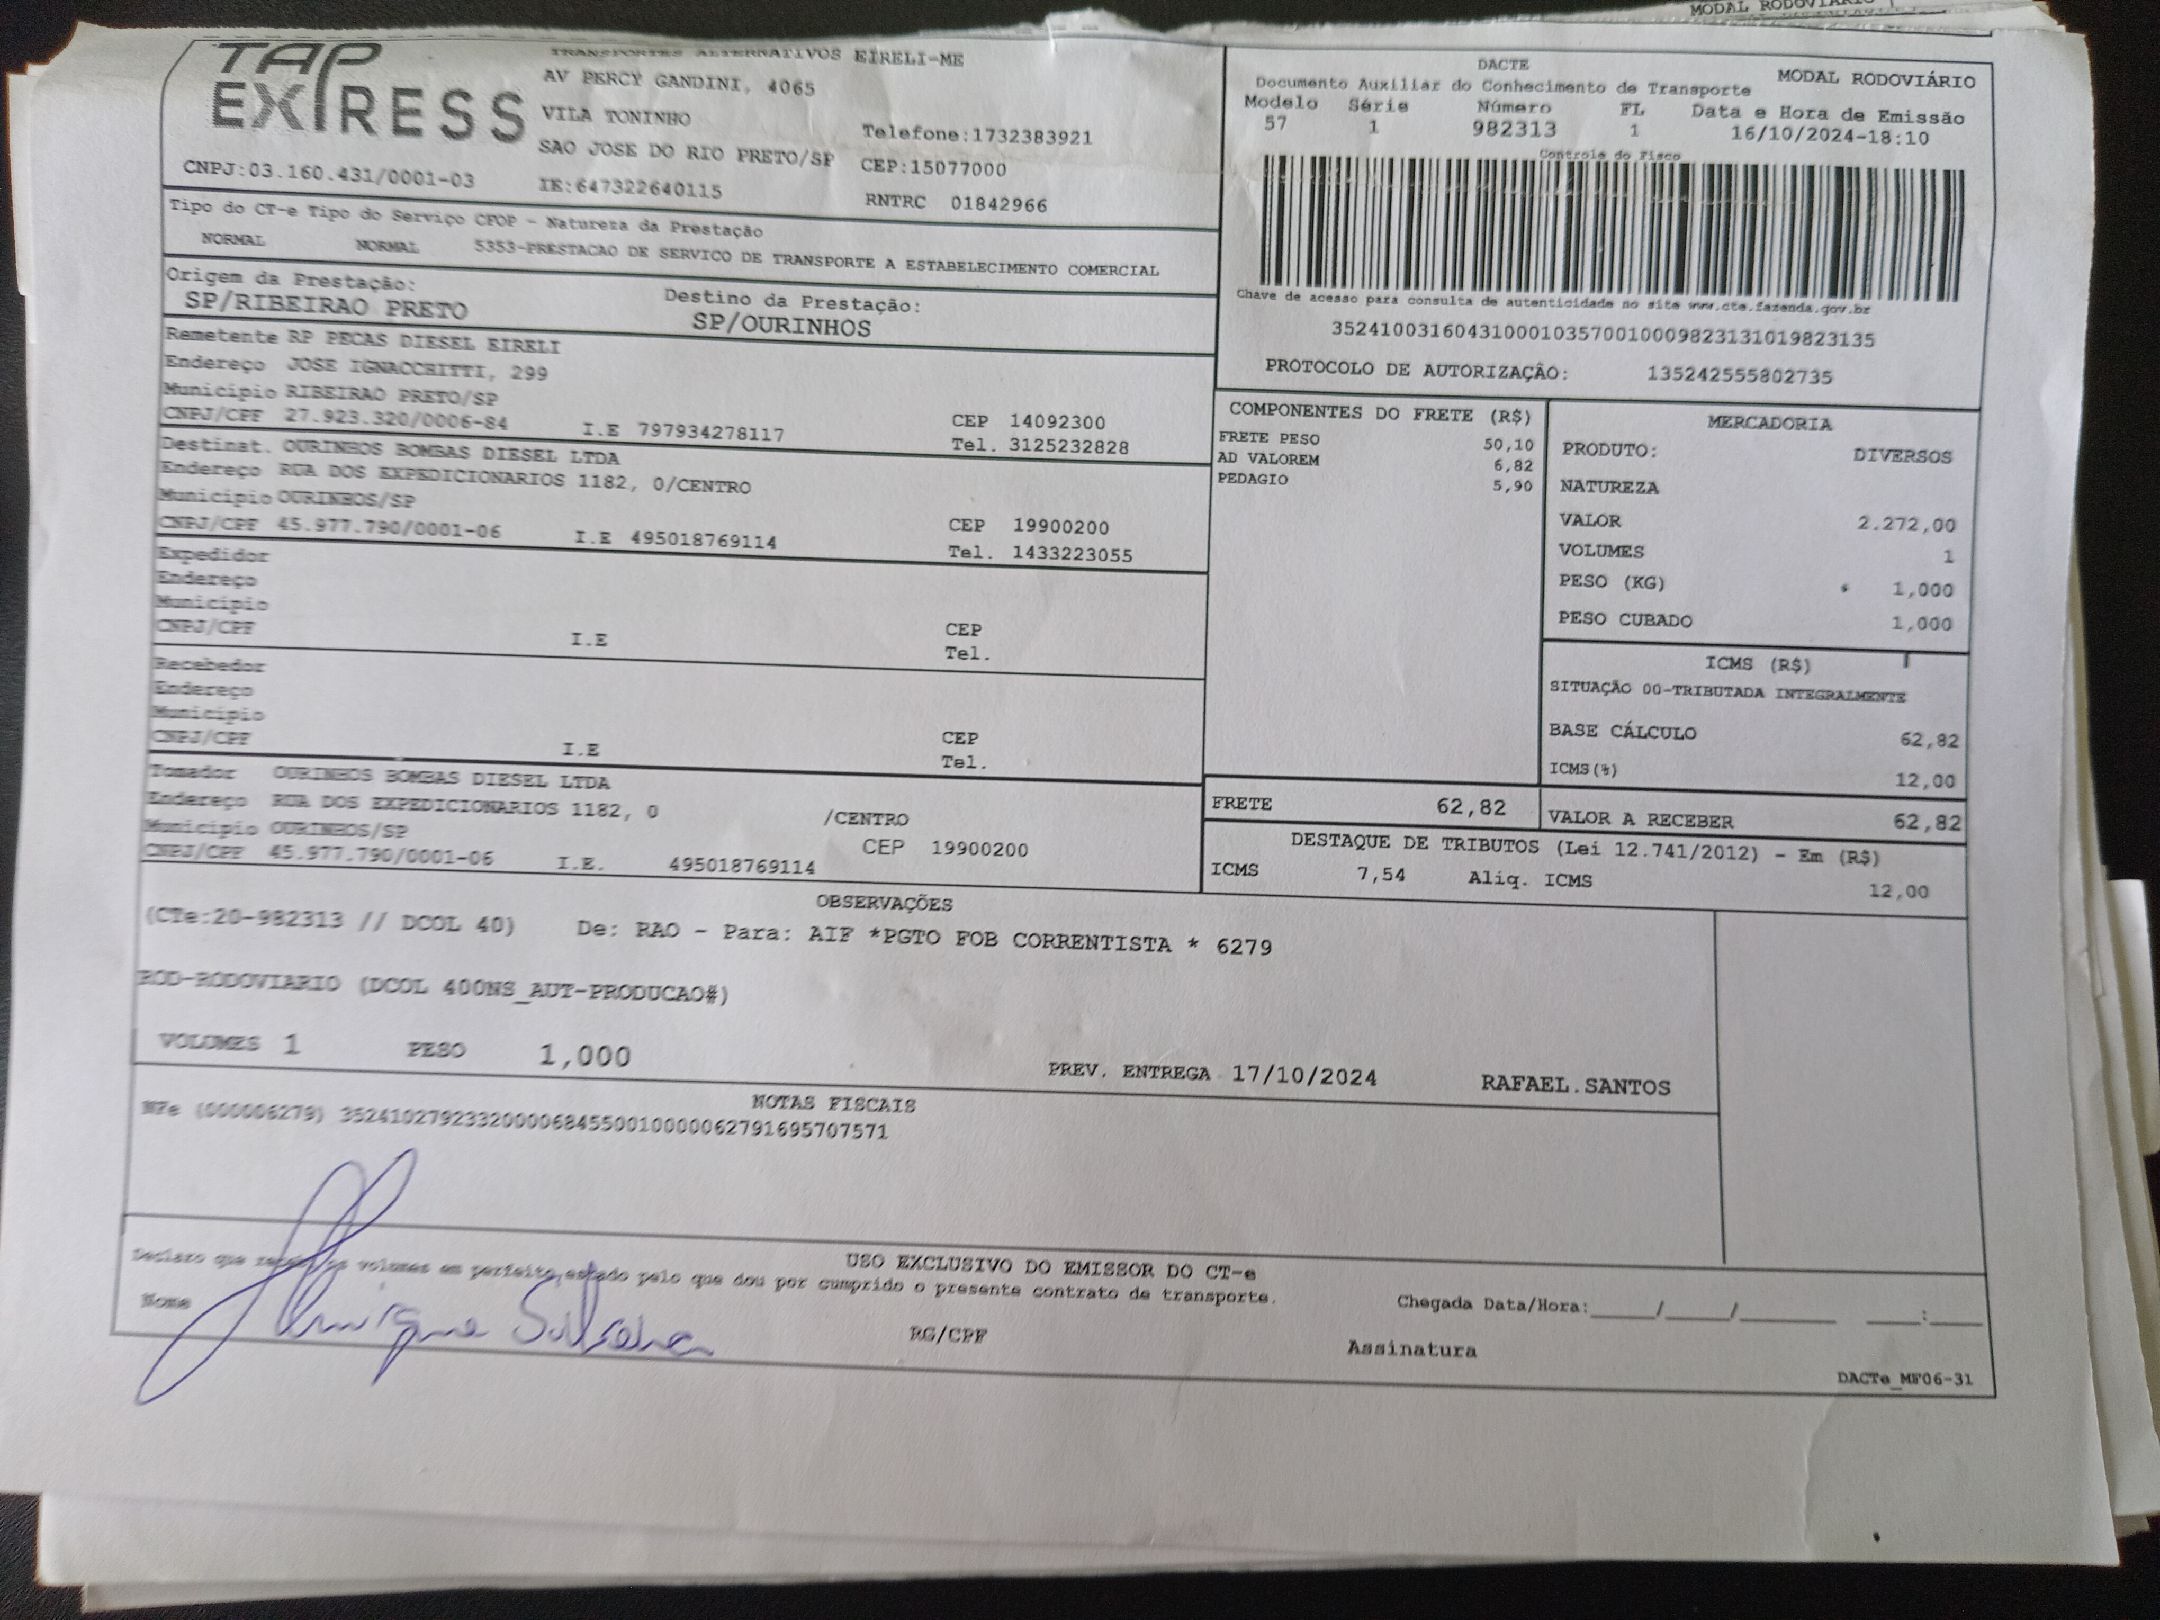 MODAL RODOVIÁRIO
TAP
EXPRESS
TRANSPORTES ALTERNATIVOS EIRELI-ME
AV PERCY GANDINI, 4065
VILA TONINHO
Telefone:1732383921
SAO JOSE DO RIO PRETO/SP CEP:15077000
CNPJ:03.160.431/0001-03 IE:647322640115 RNTRC 01842966
DACTE MODAL RODOVIÁRIO
Documento Auxiliar do Conhecimento de Transporte
Modelo Série Número FL Data e Hora de Emissão
57 1 982313 1 16/10/2024-18:10
Controle do Fisco
Chave de acesso para consulta de autenticidade no site www.cte.fazenda.gov.br
35241003160431000103570010009823131019823135
PROTOCOLO DE AUTORIZAÇÃO: 135242555802735
Tipo do CT-e Tipo do Serviço CFOP - Natureza da Prestação
NORMAL NORMAL 5353-PRESTACAO DE SERVICO DE TRANSPORTE A ESTABELECIMENTO COMERCIAL
Origem da Prestação: Destino da Prestação:
SP/RIBEIRAO PRETO SP/OURINHOS
Remetente RP PECAS DIESEL EIRELI
Endereço JOSE IGNACCHITTI, 299
Município RIBEIRAO PRETO/SP CEP 14092300
CNPJ/CPF 27.923.320/0006-84 I.E 797934278117 Tel. 3125232828
Destinat. OURINHOS BOMBAS DIESEL LTDA
Endereço RUA DOS EXPEDICIONARIOS 1182, 0/CENTRO
Município OURINHOS/SP CEP 19900200
CNPJ/CPF 45.977.790/0001-06 I.E 495018769114 Tel. 1433223055
Expedidor
Endereço
Município CEP
CNPJ/CPF I.E Tel.
Recebedor
Endereço
Município CEP
CNPJ/CPF I.E Tel.
Tomador OURINHOS BOMBAS DIESEL LTDA
Endereço RUA DOS EXPEDICIONARIOS 1182, 0 /CENTRO
Município OURINHOS/SP CEP 19900200
CNPJ/CPF 45.977.790/0001-06 I.E. 495018769114
COMPONENTES DO FRETE (R$)
FRETE PESO 50,10
AD VALOREM 6,82
PEDAGIO 5,90
MERCADORIA
PRODUTO: DIVERSOS
NATUREZA
VALOR 2.272,00
VOLUMES 1
PESO (KG) 1,000
PESO CUBADO 1,000
ICMS (R$)
SITUAÇÃO 00-TRIBUTADA INTEGRALMENTE
BASE CÁLCULO 62,82
ICMS(%) 12,00
FRETE 62,82 VALOR A RECEBER 62,82
DESTAQUE DE TRIBUTOS (Lei 12.741/2012) - Em (R$)
ICMS 7,54 Aliq. ICMS 12,00
OBSERVAÇÕES
(CTe:20-982313 // DCOL 40) De: RAO - Para: AIF *PGTO FOB CORRENTISTA * 6279
ROD-RODOVIARIO (DCOL 400NS_AUT-PRODUCAO#)
VOLUMES 1 PESO 1,000 PREV. ENTREGA 17/10/2024 RAFAEL.SANTOS
NOTAS FISCAIS
NFe (000006279) 35241027923320000684550010000062791695707571
USO EXCLUSIVO DO EMISSOR DO CT-e
Declaro que recebi os volumes em perfeito estado pelo que dou por cumprido o presente contrato de transporte.
Nome RG/CPF Chegada Data/Hora:_____/_____/_______ ____:____
Assinatura
DACTe_MF06-31